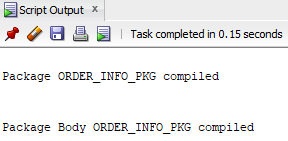 Script Output x
Task completed in 0.15 seconds
Package ORDER_INFO_PKG compiled
Package Body ORDER_INFO_PKG compiled